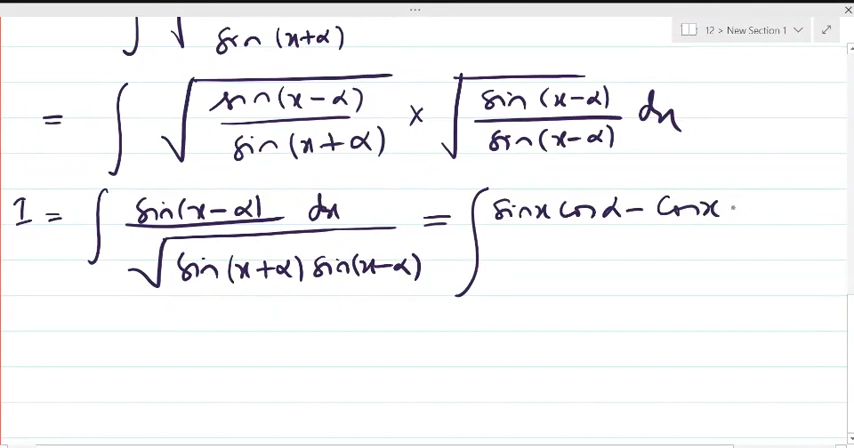 12 > New Section 1
∫ √ sin (x+α)
= ∫ √(sin(x-α) / sin(x+α)) × √(sin(x-α) / sin(x-α)) dx
I = ∫ sin(x-α) dx / √(sin(x+α) sin(x-α)) = ∫ sinx cosα - cosx